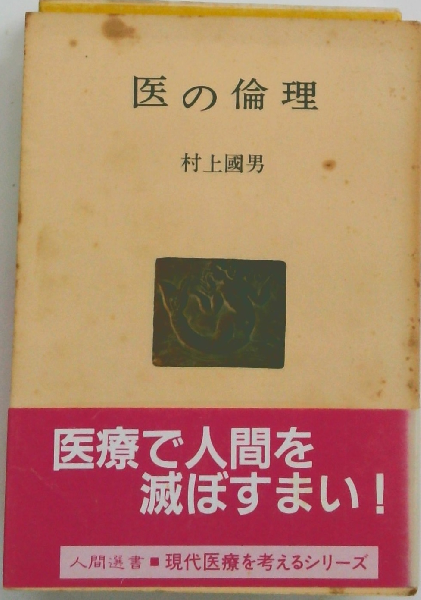 医の倫理
村上國男
医療で人間を
滅ぼすまい!
人間選書■現代医療を考えるシリーズ